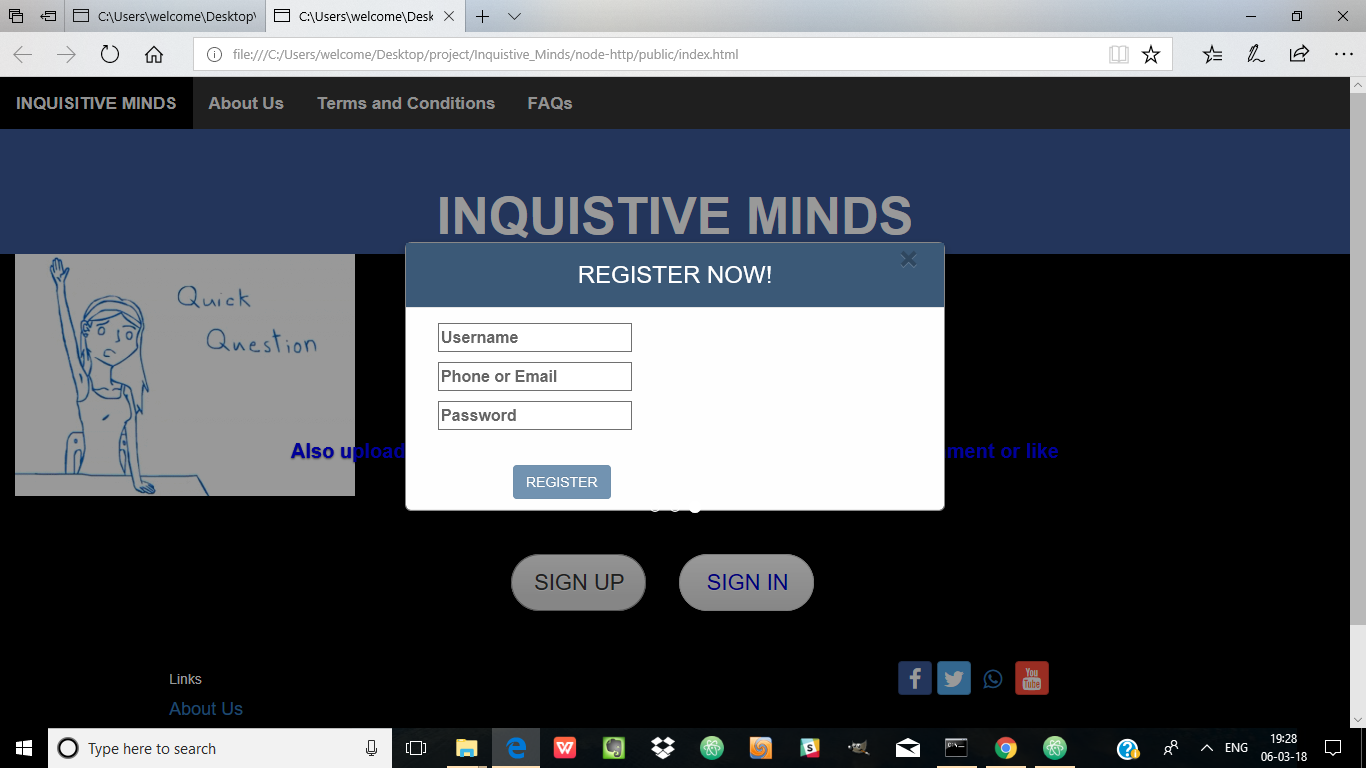 C:\Users\welcome\Desktop\
C:\Users\welcome\Desk
file:///C:/Users/welcome/Desktop/project/Inquistive_Minds/node-http/public/index.html
INQUISITIVE MINDS About Us Terms and Conditions FAQs
INQUISTIVE MINDS
REGISTER NOW!
×
Quick
Question
Username
Phone or Email
Password
Also upload
ment or like
REGISTER
SIGN UP SIGN IN
Links
About Us
You
Tube
Type here to search
ENG
19:28
06-03-18